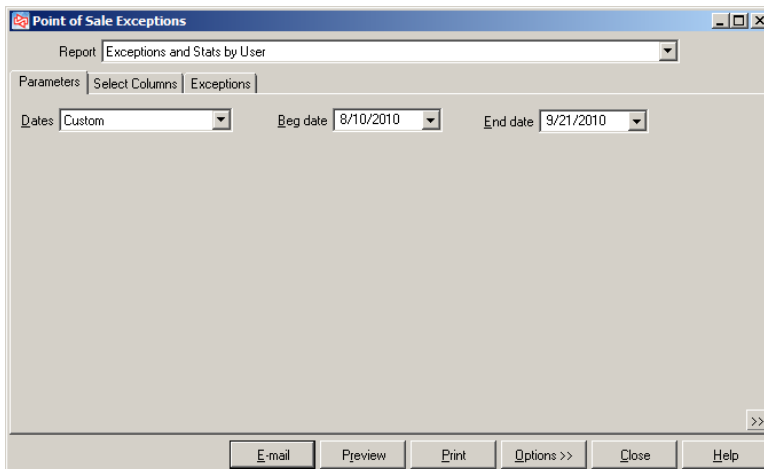 Point of Sale Exceptions
Report Exceptions and Stats by User
Parameters Select Columns Exceptions
Dates Custom Beg date 8/10/2010 End date 9/21/2010
>>
E-mail Preview Print Options >> Close Help